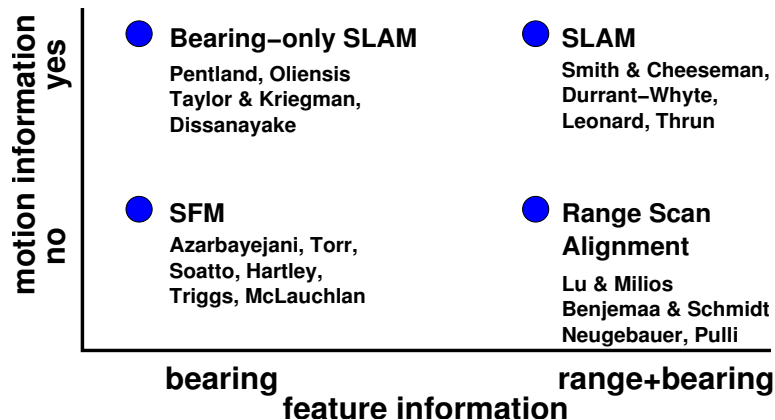 motion information
yes
no
Bearing−only SLAM
Pentland, Oliensis
Taylor & Kriegman,
Dissanayake
SLAM
Smith & Cheeseman,
Durrant−Whyte,
Leonard, Thrun
SFM
Azarbayejani, Torr,
Soatto, Hartley,
Triggs, McLauchlan
Range Scan
Alignment
Lu & Milios
Benjemaa & Schmidt
Neugebauer, Pulli
bearing
range+bearing
feature information